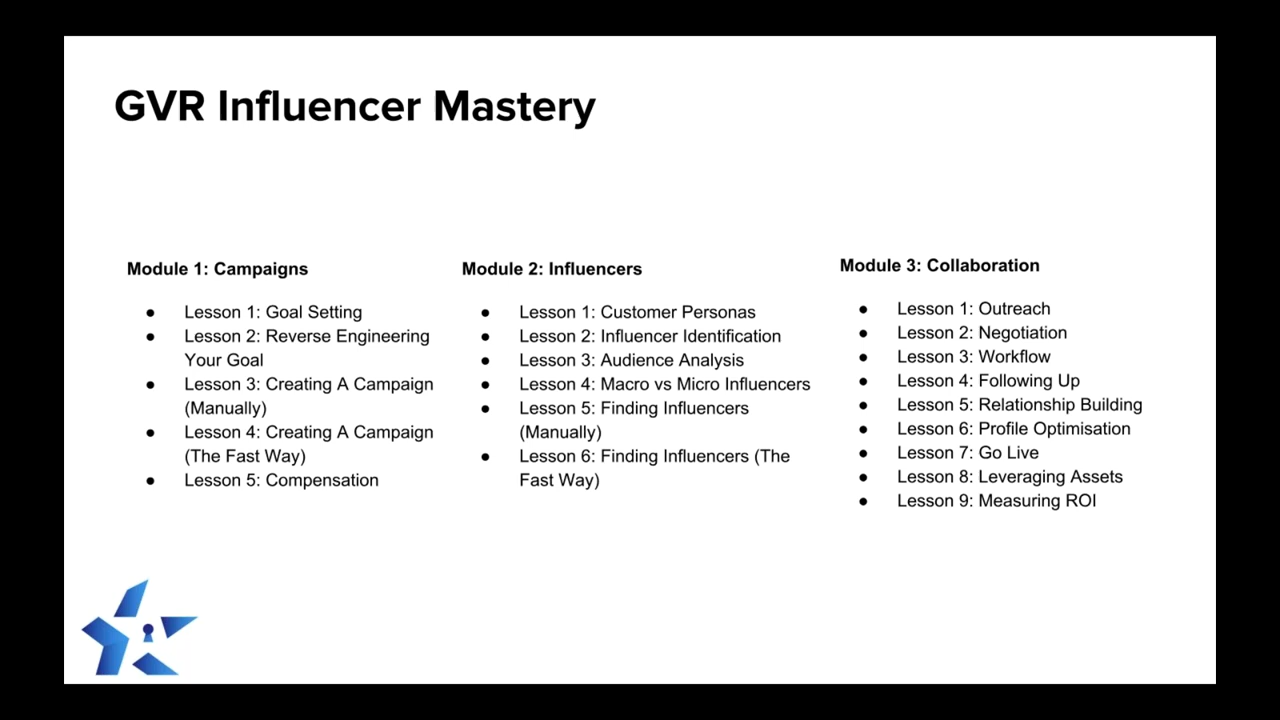 GVR Influencer Mastery
Module 1: Campaigns
● Lesson 1: Goal Setting
● Lesson 2: Reverse Engineering
Your Goal
● Lesson 3: Creating A Campaign
(Manually)
● Lesson 4: Creating A Campaign
(The Fast Way)
● Lesson 5: Compensation
Module 2: Influencers
● Lesson 1: Customer Personas
● Lesson 2: Influencer Identification
● Lesson 3: Audience Analysis
● Lesson 4: Macro vs Micro Influencers
● Lesson 5: Finding Influencers
(Manually)
● Lesson 6: Finding Influencers (The
Fast Way)
Module 3: Collaboration
● Lesson 1: Outreach
● Lesson 2: Negotiation
● Lesson 3: Workflow
● Lesson 4: Following Up
● Lesson 5: Relationship Building
● Lesson 6: Profile Optimisation
● Lesson 7: Go Live
● Lesson 8: Leveraging Assets
● Lesson 9: Measuring ROI